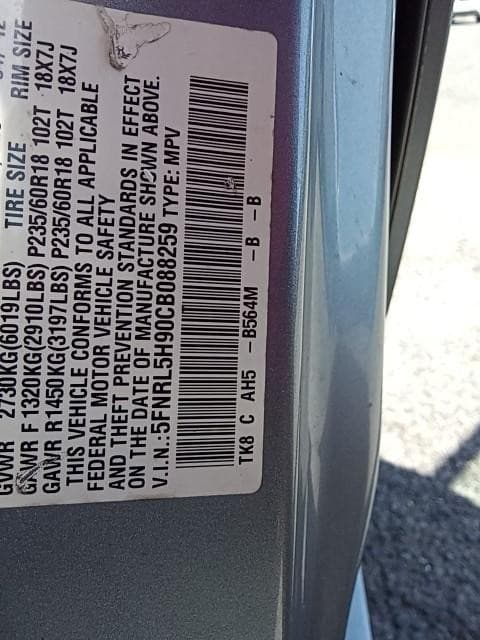 GVWR 2730KG(6019LBS) TIRE SIZE RIM SIZE
GAWR F 1320KG(2910LBS) P235/60R18 102T 18X7J
GAWR R1450KG(3197LBS) P235/60R18 102T 18X7J
THIS VEHICLE CONFORMS TO ALL APPLICABLE
FEDERAL MOTOR VEHICLE SAFETY
AND THEFT PREVENTION STANDARDS IN EFFECT
ON THE DATE OF MANUFACTURE SHOWN ABOVE.
V.I.N.:5FNRL5H90CB088259 TYPE: MPV
TK8 C AH5 -B564M -B -B